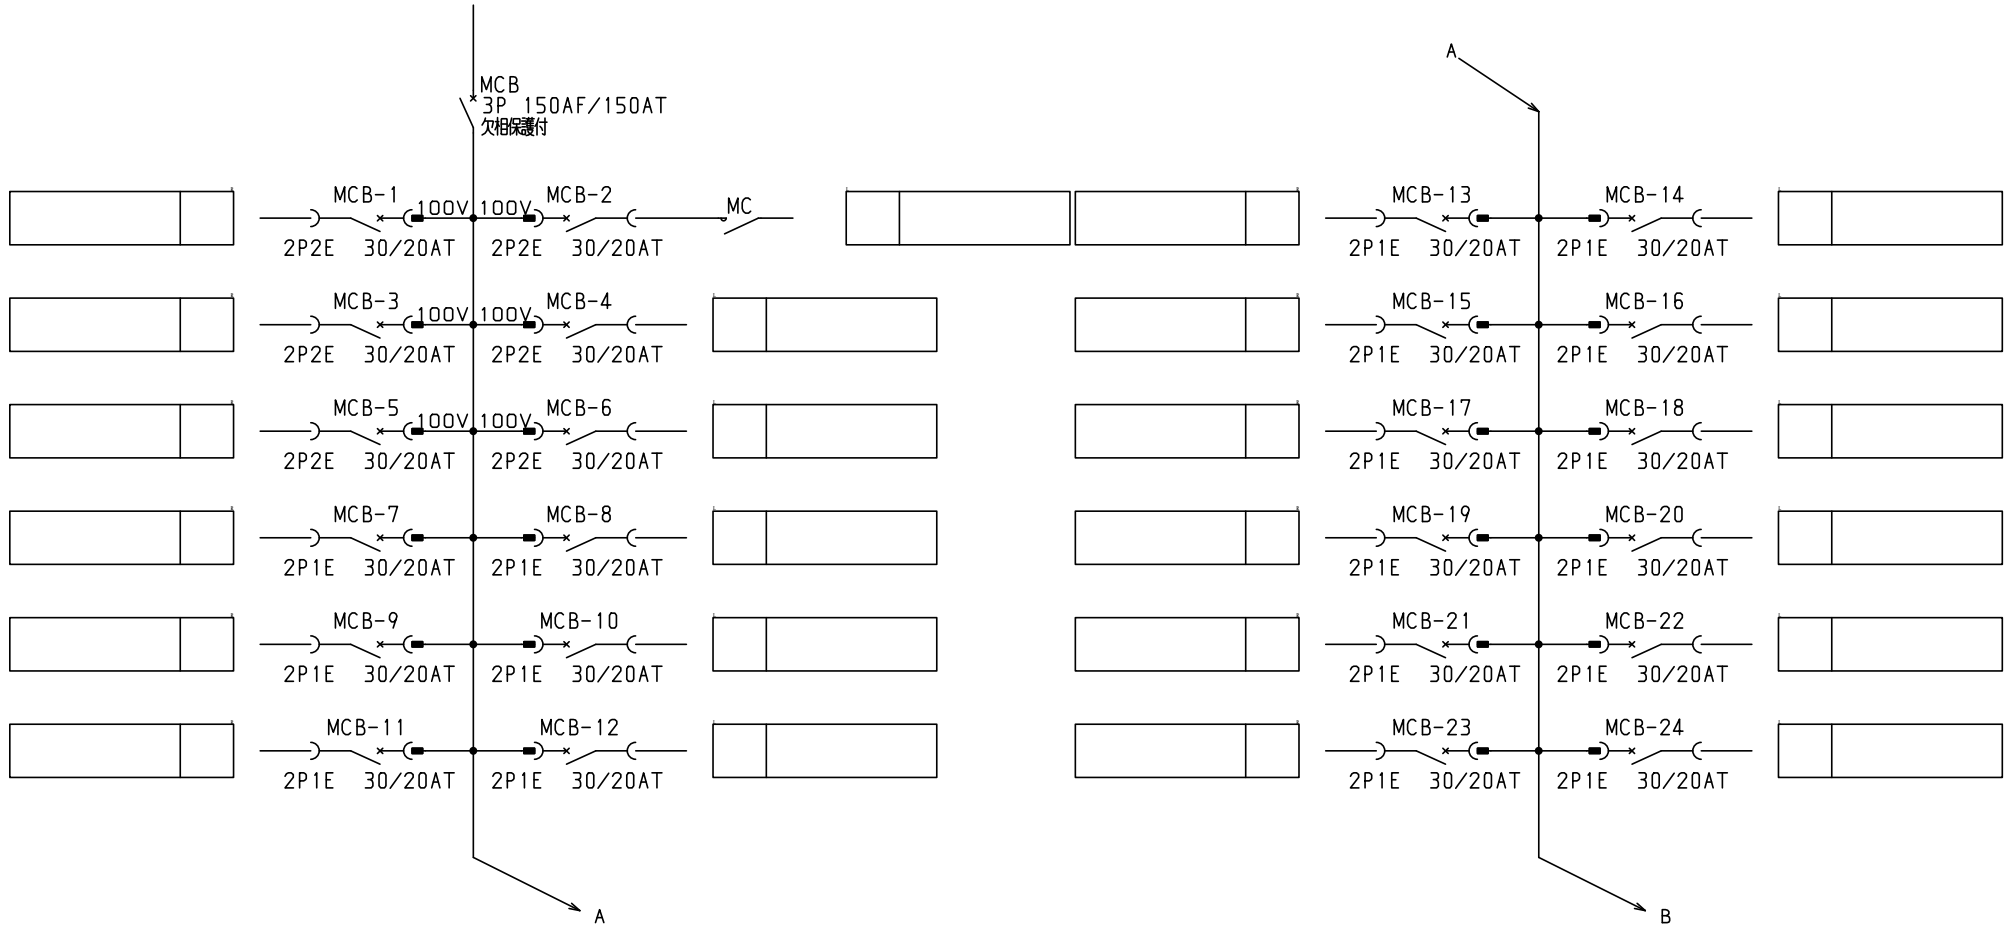 MCB
3P 150AF/150AT
欠相保護付
MCB-1 100V 100V MCB-2 MC
2P2E 30/20AT 2P2E 30/20AT
MCB-3 100V 100V MCB-4
2P2E 30/20AT 2P2E 30/20AT
MCB-5 100V 100V MCB-6
2P2E 30/20AT 2P2E 30/20AT
MCB-7 MCB-8
2P1E 30/20AT 2P1E 30/20AT
MCB-9 MCB-10
2P1E 30/20AT 2P1E 30/20AT
MCB-11 MCB-12
2P1E 30/20AT 2P1E 30/20AT
A
A
MCB-13 MCB-14
2P1E 30/20AT 2P1E 30/20AT
MCB-15 MCB-16
2P1E 30/20AT 2P1E 30/20AT
MCB-17 MCB-18
2P1E 30/20AT 2P1E 30/20AT
MCB-19 MCB-20
2P1E 30/20AT 2P1E 30/20AT
MCB-21 MCB-22
2P1E 30/20AT 2P1E 30/20AT
MCB-23 MCB-24
2P1E 30/20AT 2P1E 30/20AT
B